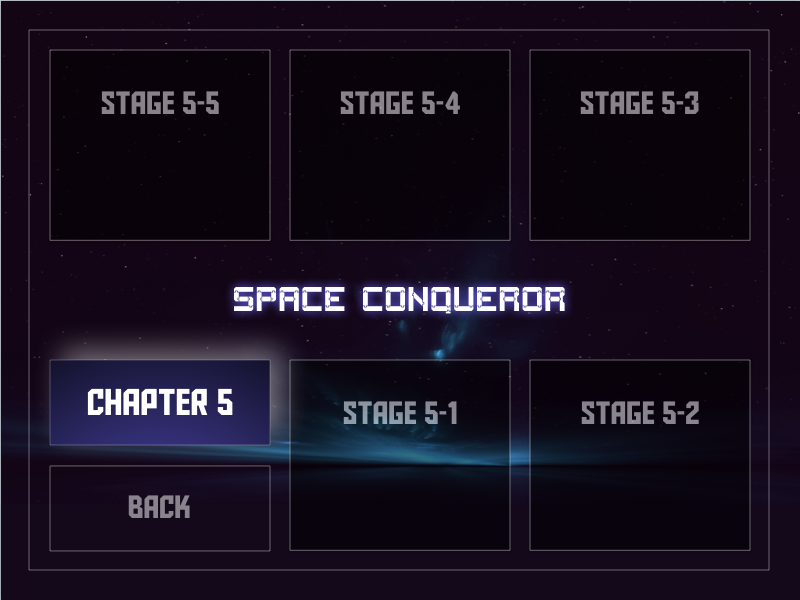 STAGE 5-5
STAGE 5-4
STAGE 5-3
SPACE CONQUEROR
CHAPTER 5
STAGE 5-1
STAGE 5-2
BACK